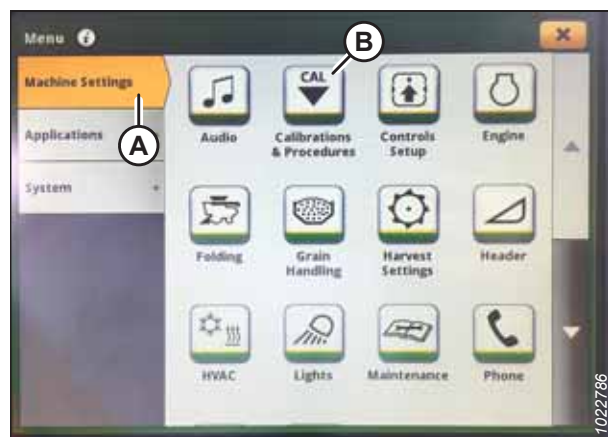 Menu i
B
Machine Settings
A
Applications
System
CAL
Audio
Calibrations
& Procedures
Controls
Setup
Engine
Folding
Grain
Handling
Harvest
Settings
Header
HVAC
Lights
Maintenance
Phone
1022786